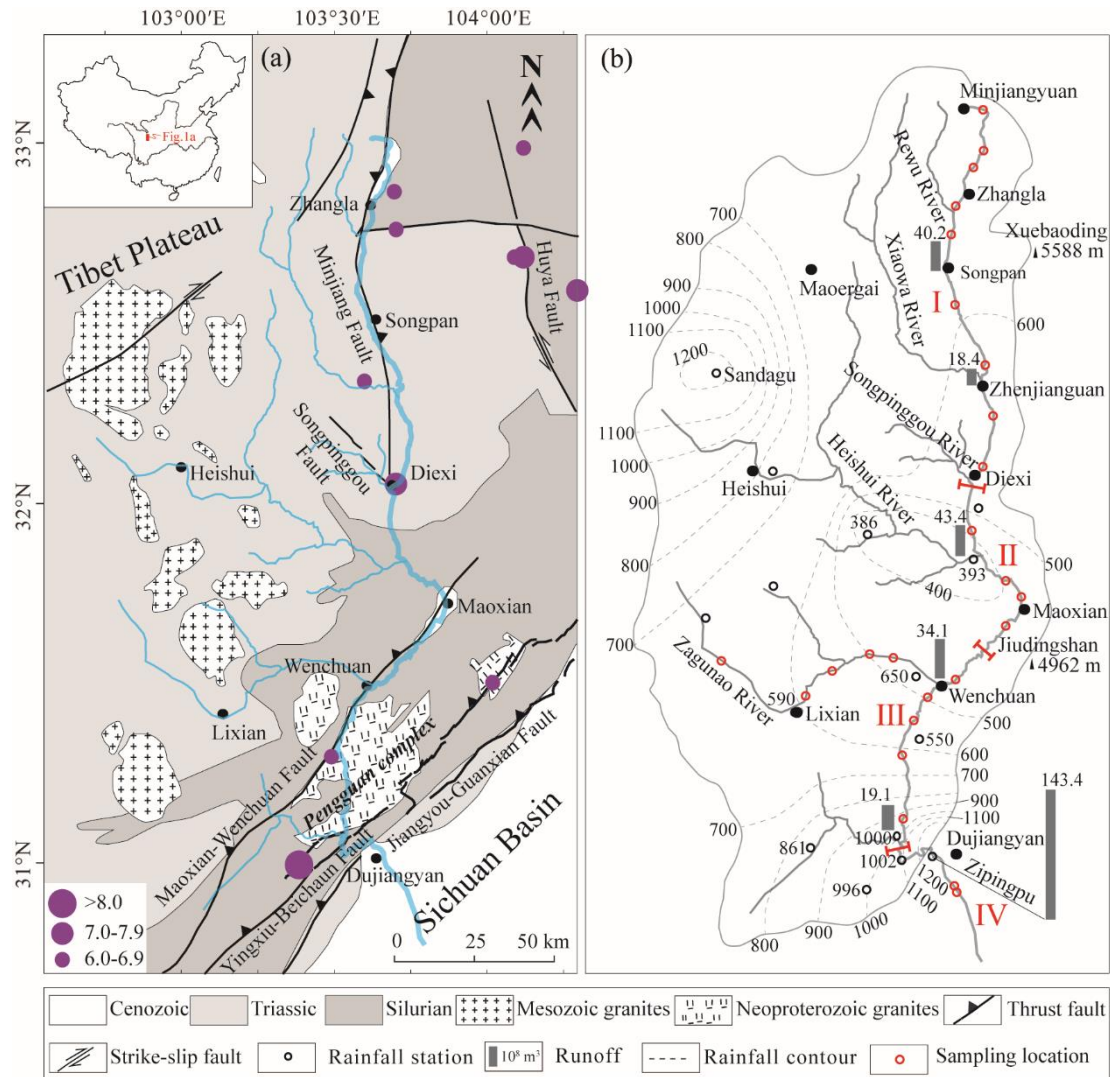 103°00′E
103°30′E
104°00′E
33°N
32°N
31°N
Fig.1a
(a)
N
Zhangla
Tibet Plateau
Minjiang Fault
Huya Fault
Songpan
Songpinggou
Fault
Diexi
Heishui
Maoxian
Wenchuan
Lixian
Pengguan complex
Maoxian-Wenchuan Fault
Jiangyou-Guanxian Fault
Yingxiu-Beichaun Fault
Dujiangyan
Sichuan Basin
>8.0
7.0-7.9
6.0-6.9
0 25 50 km
(b)
Minjiangyuan
Rewu River
Zhangla
Xuebaoding
5588 m
700
40.2
800
Songpan
Maoergai
Xiaowa River
900
I
1000
600
1100
1200
18.4
Sandagu
Zhenjianguan
Songpinggou River
1100
1000
Heishui River
Diexi
Heishui
900
43.4
386
II
500
800
393
400
Maoxian
34.1
Jiudingshan
700
4962 m
Zagunao River
650
Wenchuan
590
Lixian
III
500
550
600
700
143.4
19.1
900
1100
700
1000
Dujiangyan
861
1002
Zipingpu
1200
996
1100
IV
1000
900
800
Cenozoic
Triassic
Silurian
Mesozoic granites
Neoproterozoic granites
Thrust fault
Strike-slip fault
Rainfall station
10⁸ m³
Runoff
Rainfall contour
Sampling location